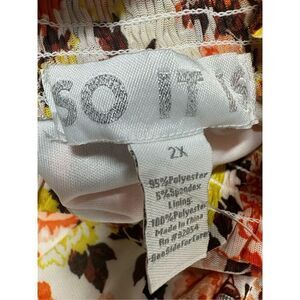 SO IT IS
2X
95%Polyester
5%Spandex
Lining:
100%Polyester
Made In China
Rn #92854
-See Side For Care-